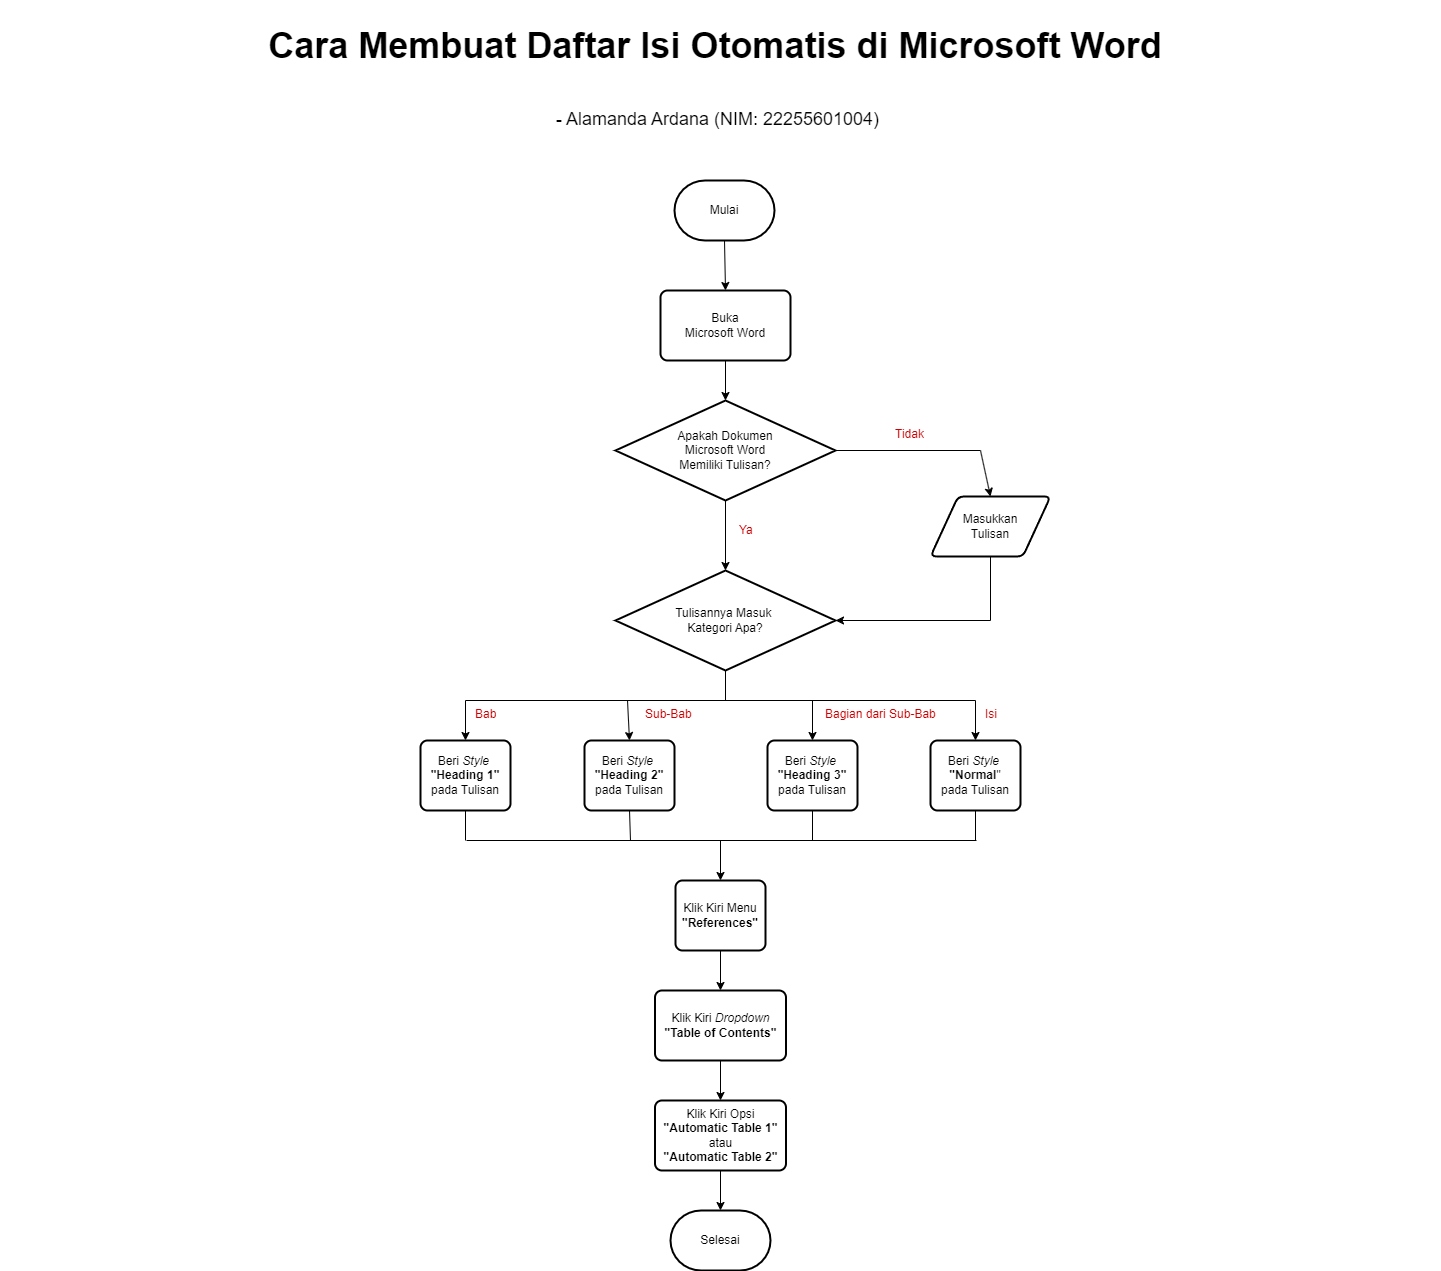 Cara Membuat Daftar Isi Otomatis di Microsoft Word
- Alamanda Ardana (NIM: 22255601004)
Mulai
Buka
Microsoft Word
Apakah Dokumen
Microsoft Word
Memiliki Tulisan?
Tidak
Masukkan
Tulisan
Ya
Tulisannya Masuk
Kategori Apa?
Bab
Sub-Bab
Bagian dari Sub-Bab
Isi
Beri Style
"Heading 1"
pada Tulisan
Beri Style
"Heading 2"
pada Tulisan
Beri Style
"Heading 3"
pada Tulisan
Beri Style
"Normal"
pada Tulisan
Klik Kiri Menu
"References"
Klik Kiri Dropdown
"Table of Contents"
Klik Kiri Opsi
"Automatic Table 1"
atau
"Automatic Table 2"
Selesai